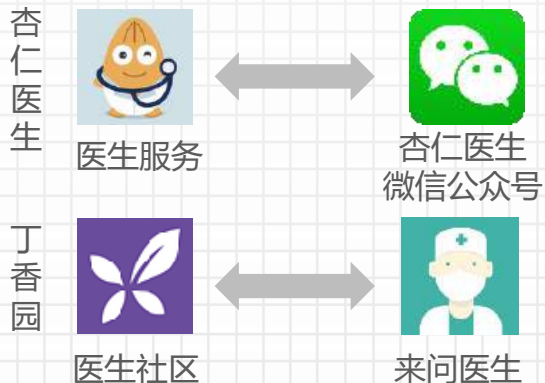 杏仁医生
医生服务
杏仁医生
微信公众号
丁香园
医生社区
来问医生